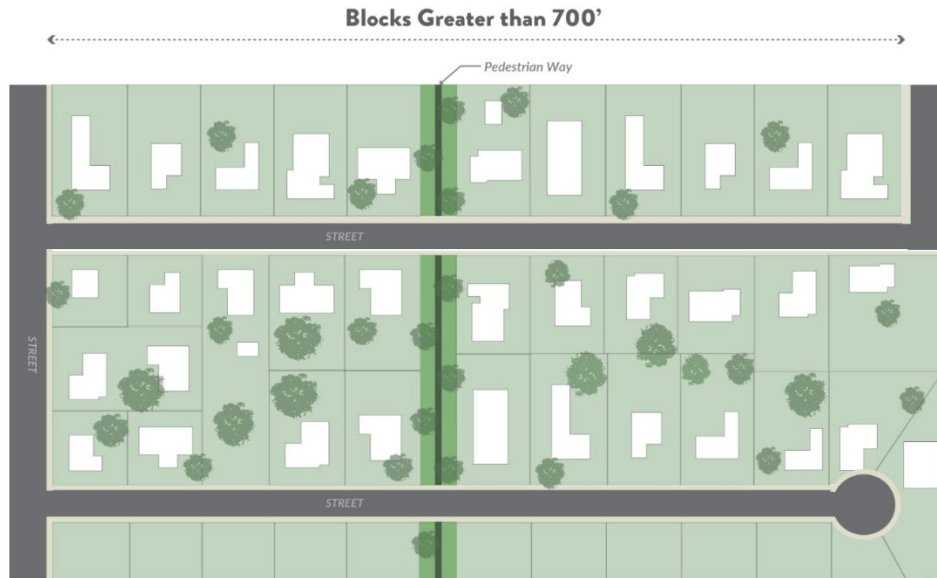 Blocks Greater than 700’
Pedestrian Way
STREET
STREET
STREET